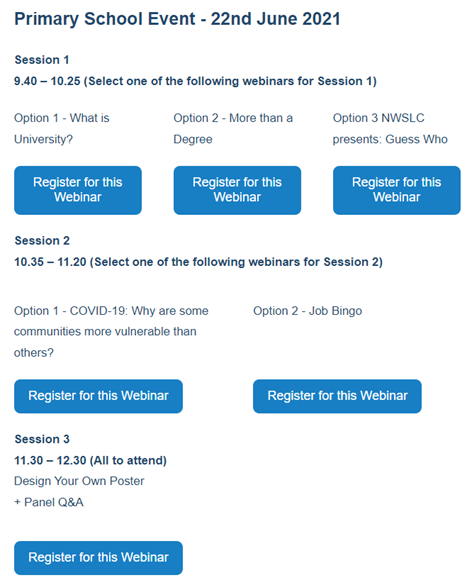 Primary School Event - 22nd June 2021
Session 1
9.40 – 10.25 (Select one of the following webinars for Session 1)
Option 1 - What is
University?
Option 2 - More than a
Degree
Option 3 NWSLC
presents: Guess Who
Register for this
Webinar
Register for this
Webinar
Register for this
Webinar
Session 2
10.35 – 11.20 (Select one of the following webinars for Session 2)
Option 1 - COVID-19: Why are some
communities more vulnerable than
others?
Option 2 - Job Bingo
Register for this Webinar
Register for this Webinar
Session 3
11.30 – 12.30 (All to attend)
Design Your Own Poster
+ Panel Q&A
Register for this Webinar